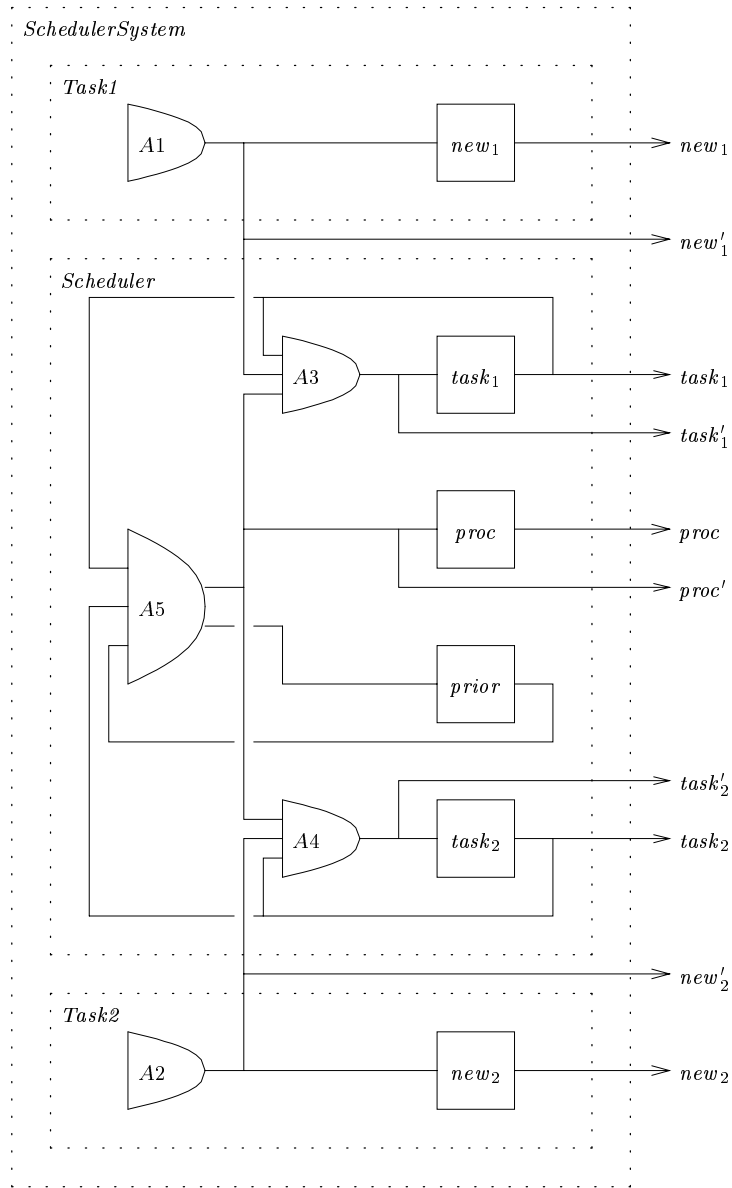 SchedulerSystem
Task1
A1
new₁
new₁
new′₁
Scheduler
A3
task₁
task₁
task′₁
proc
proc
A5
proc′
prior
task′₂
A4
task₂
task₂
new′₂
Task2
A2
new₂
new₂